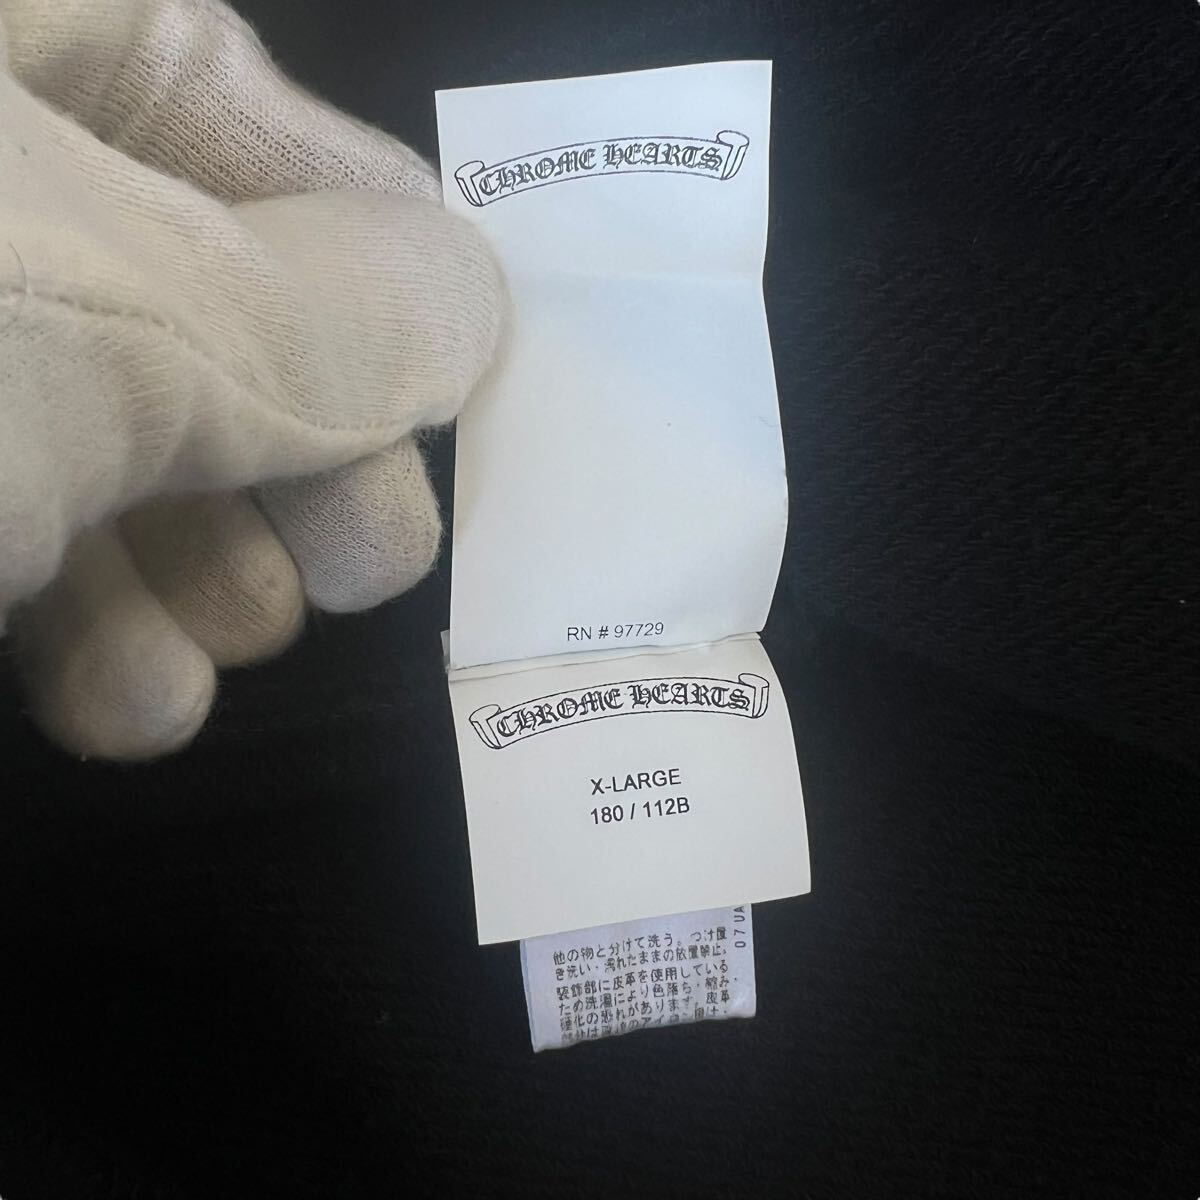 CHROME HEARTS
RN # 97729
CHROME HEARTS
X-LARGE
180 / 112B
07UA
他の物と分けて洗う。つけ置
き洗い・濡れたままの放置禁止。
装飾部に皮革を使用している
ため洗濯により色落ち・縮み・
硬化の恐れがあります。皮革